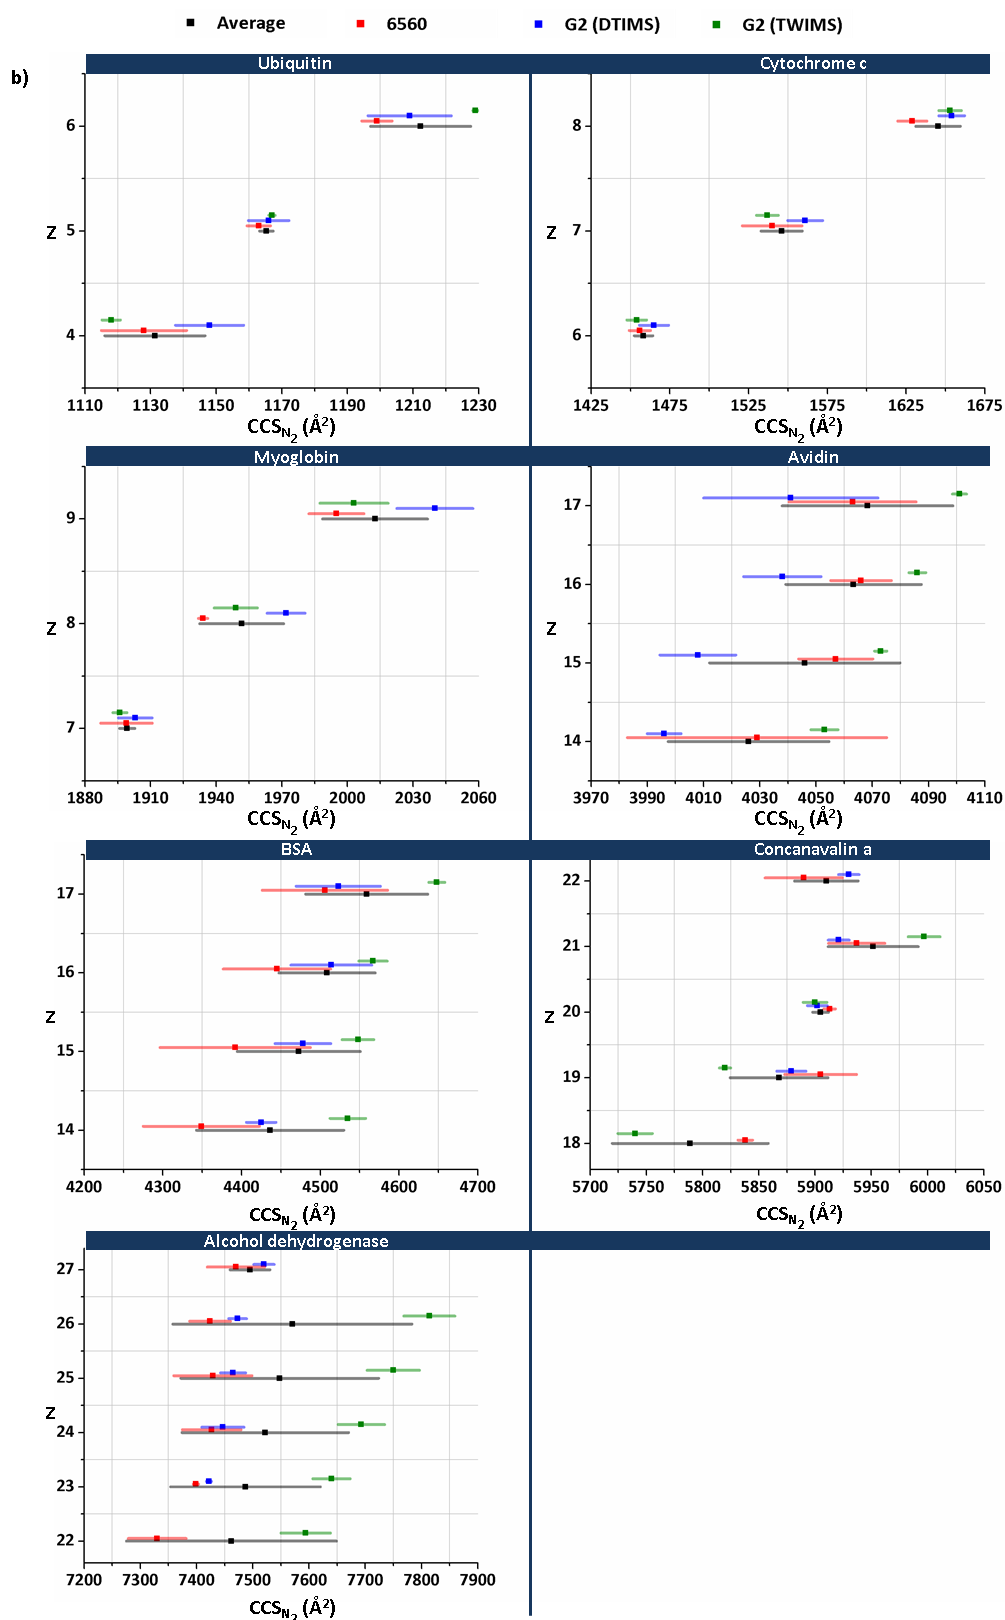 Average 6560 G2 (DTIMS) G2 (TWIMS)
b)
Ubiquitin
6
5
4
Z
1110 1130 1150 1170 1190 1210 1230
CCSN2 (Å2)
Cytochrome c
8
7
6
Z
1425 1475 1525 1575 1625 1675
CCSN2 (Å2)
Myoglobin
9
8
7
Z
1880 1910 1940 1970 2000 2030 2060
CCSN2 (Å2)
Avidin
17
16
15
14
Z
3970 3990 4010 4030 4050 4070 4090 4110
CCSN2 (Å2)
BSA
17
16
15
14
Z
4200 4300 4400 4500 4600 4700
CCSN2 (Å2)
Concanavalin a
22
21
20
19
18
Z
5700 5750 5800 5850 5900 5950 6000 6050
CCSN2 (Å2)
Alcohol dehydrogenase
27
26
25
24
23
22
Z
7200 7300 7400 7500 7600 7700 7800 7900
CCSN2 (Å2)